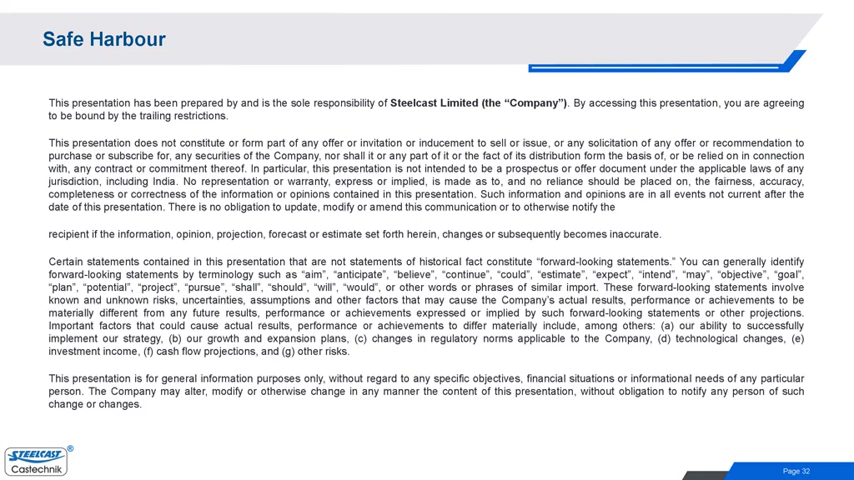 Safe Harbour
This presentation has been prepared by and is the sole responsibility of Steelcast Limited (the “Company”). By accessing this presentation, you are agreeing
to be bound by the trailing restrictions.
This presentation does not constitute or form part of any offer or invitation or inducement to sell or issue, or any solicitation of any offer or recommendation to
purchase or subscribe for, any securities of the Company, nor shall it or any part of it or the fact of its distribution form the basis of, or be relied on in connection
with, any contract or commitment thereof. In particular, this presentation is not intended to be a prospectus or offer document under the applicable laws of any
jurisdiction, including India. No representation or warranty, express or implied, is made as to, and no reliance should be placed on, the fairness, accuracy,
completeness or correctness of the information or opinions contained in this presentation. Such information and opinions are in all events not current after the
date of this presentation. There is no obligation to update, modify or amend this communication or to otherwise notify the
recipient if the information, opinion, projection, forecast or estimate set forth herein, changes or subsequently becomes inaccurate.
Certain statements contained in this presentation that are not statements of historical fact constitute “forward-looking statements.” You can generally identify
forward-looking statements by terminology such as “aim”, “anticipate”, “believe”, “continue”, “could”, “estimate”, “expect”, “intend”, “may”, “objective”, “goal”,
“plan”, “potential”, “project”, “pursue”, “shall”, “should”, “will”, “would”, or other words or phrases of similar import. These forward-looking statements involve
known and unknown risks, uncertainties, assumptions and other factors that may cause the Company’s actual results, performance or achievements to be
materially different from any future results, performance or achievements expressed or implied by such forward-looking statements or other projections.
Important factors that could cause actual results, performance or achievements to differ materially include, among others: (a) our ability to successfully
implement our strategy, (b) our growth and expansion plans, (c) changes in regulatory norms applicable to the Company, (d) technological changes, (e)
investment income, (f) cash flow projections, and (g) other risks.
This presentation is for general information purposes only, without regard to any specific objectives, financial situations or informational needs of any particular
person. The Company may alter, modify or otherwise change in any manner the content of this presentation, without obligation to notify any person of such
change or changes.
STEELCAST ®
Castechnik
Page 32